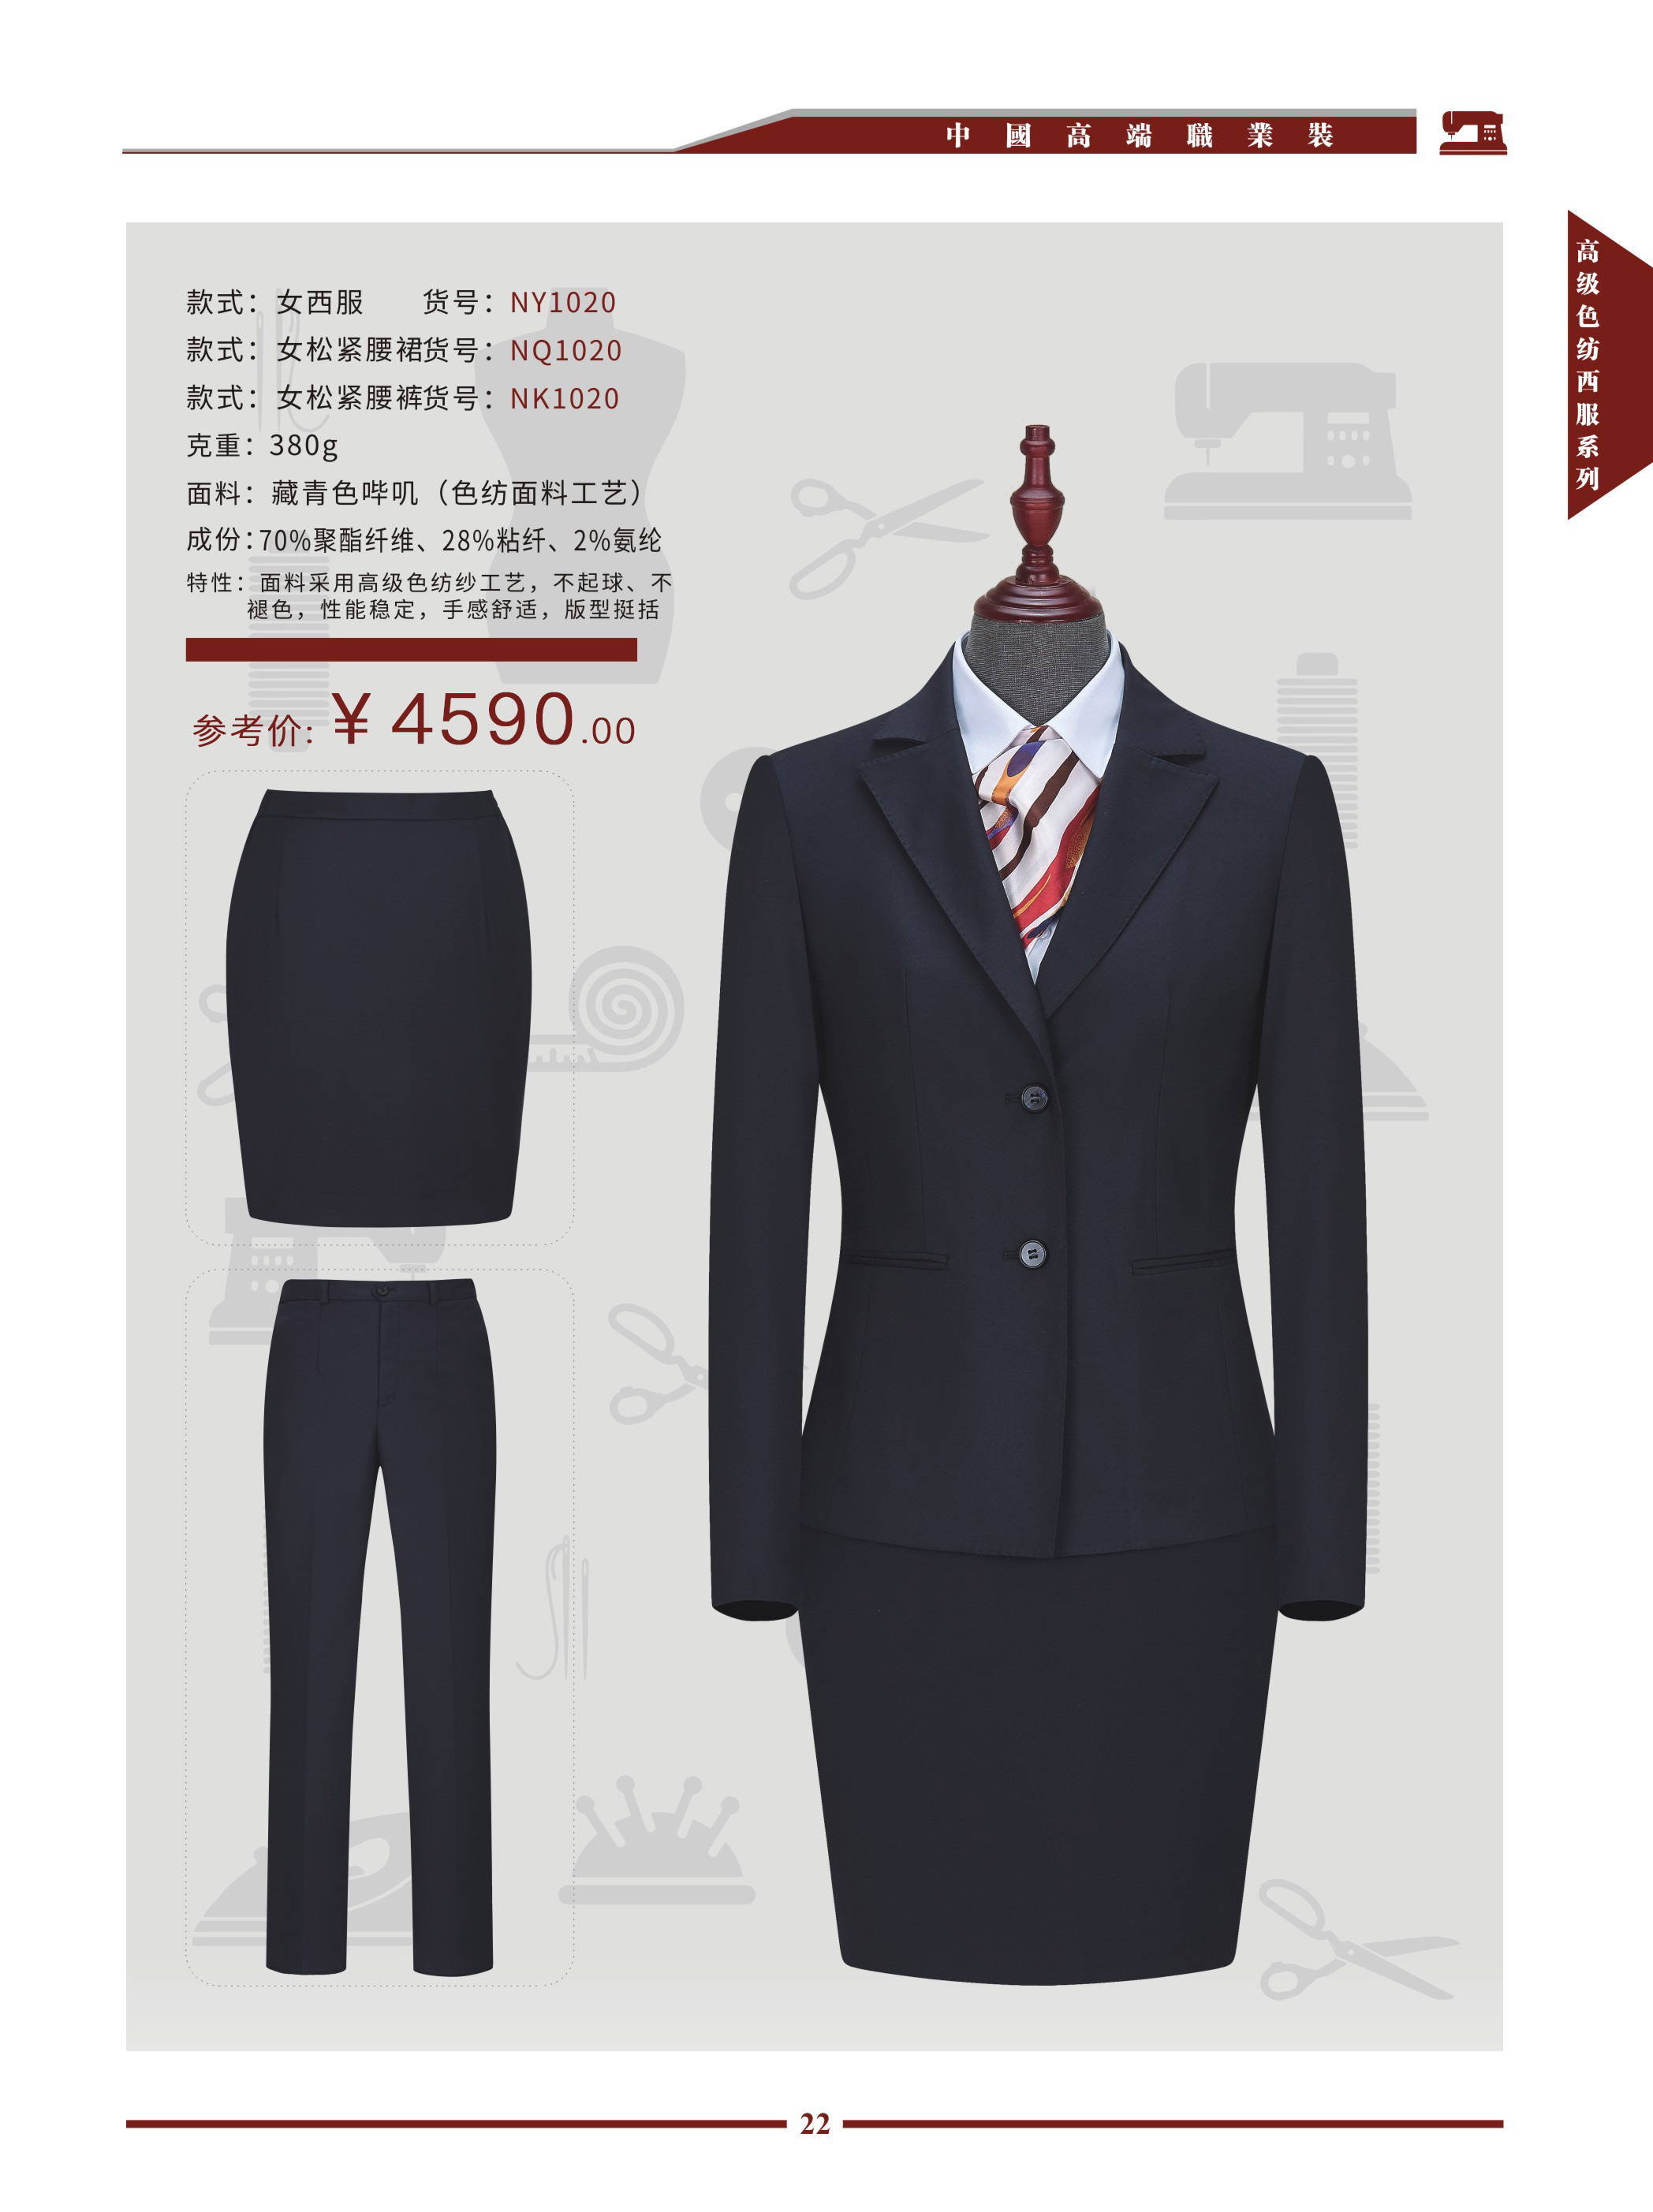 中國高端職業裝
高级色纺西服系列
款式：女西服 货号：NY1020
款式：女松紧腰裙货号：NQ1020
款式：女松紧腰裤货号：NK1020
克重：380g
面料：藏青色哔叽（色纺面料工艺）
成份：70%聚酯纤维、28%粘纤、2%氨纶
特性：面料采用高级色纺纱工艺，不起球、不
褪色，性能稳定，手感舒适，版型挺括
参考价：¥ 4590.00
22